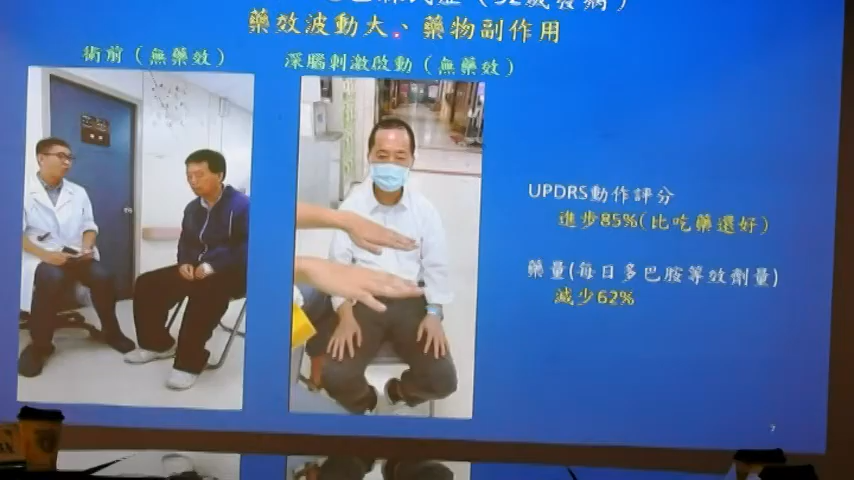 藥效波動大、藥物副作用
術前（無藥效）
深腦刺激啟動（無藥效）
UPDRS動作評分
進步85%(比吃藥還好)
藥量(每日多巴胺等效劑量)
減少62%
7